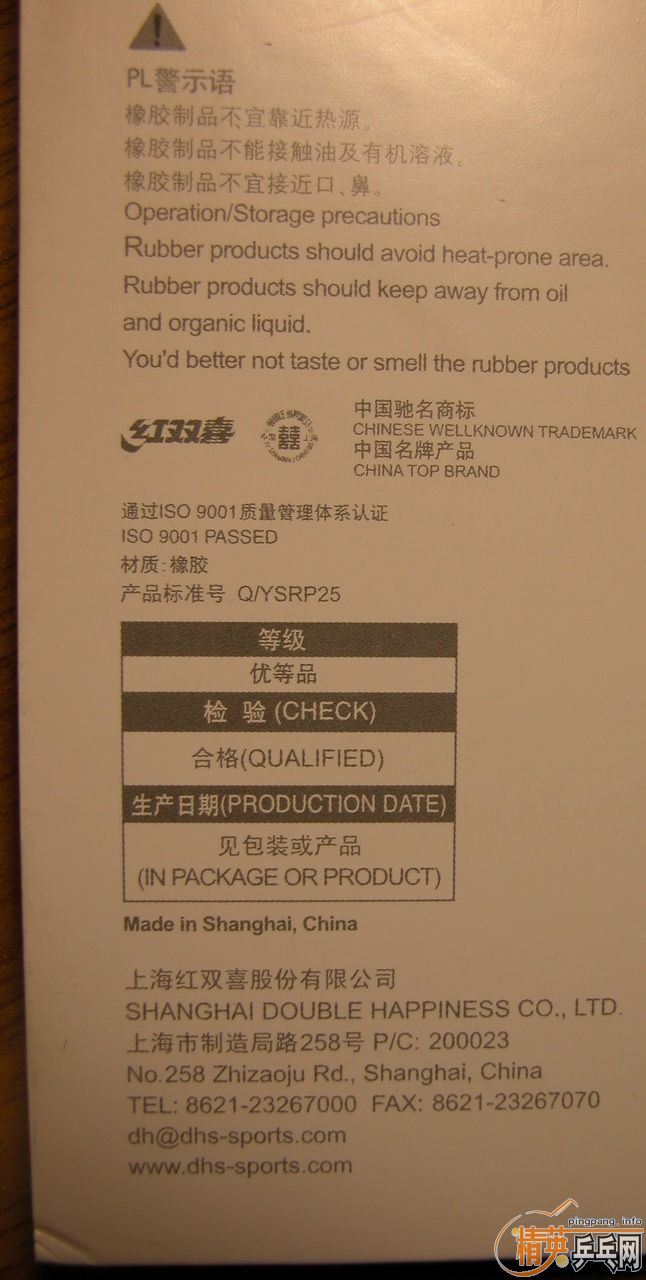 PL警示语
橡胶制品不宜靠近热源。
橡胶制品不能接触油及有机溶液。
橡胶制品不宜接近口、鼻。
Operation/Storage precautions
Rubber products should avoid heat-prone area.
Rubber products should keep away from oil
and organic liquid.
You'd better not taste or smell the rubber products
红双喜
DOUBLE HAPPINESS
囍
中国驰名商标
CHINESE WELLKNOWN TRADEMARK
中国名牌产品
CHINA TOP BRAND
通过ISO 9001质量管理体系认证
ISO 9001 PASSED
材质:橡胶
产品标准号 Q/YSRP25
等级
优等品
检 验 (CHECK)
合格(QUALIFIED)
生产日期(PRODUCTION DATE)
见包装或产品
(IN PACKAGE OR PRODUCT)
Made in Shanghai, China
上海红双喜股份有限公司
SHANGHAI DOUBLE HAPPINESS CO., LTD.
上海市制造局路258号 P/C: 200023
No.258 Zhizaoju Rd., Shanghai, China
TEL: 8621-23267000 FAX: 8621-23267070
dh@dhs-sports.com
www.dhs-sports.com
pingpang.info
精英乒乓网